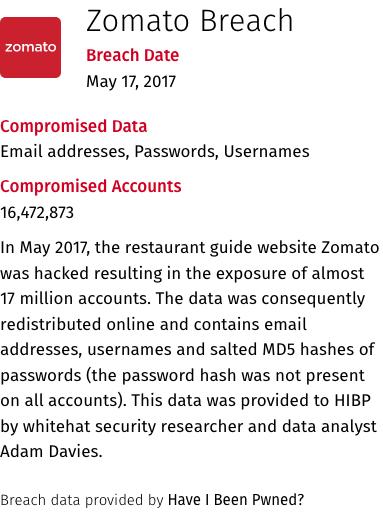 zomato
Zomato Breach
Breach Date
May 17, 2017
Compromised Data
Email addresses, Passwords, Usernames
Compromised Accounts
16,472,873
In May 2017, the restaurant guide website Zomato
was hacked resulting in the exposure of almost
17 million accounts. The data was consequently
redistributed online and contains email
addresses, usernames and salted MD5 hashes of
passwords (the password hash was not present
on all accounts). This data was provided to HIBP
by whitehat security researcher and data analyst
Adam Davies.
Breach data provided by Have I Been Pwned?